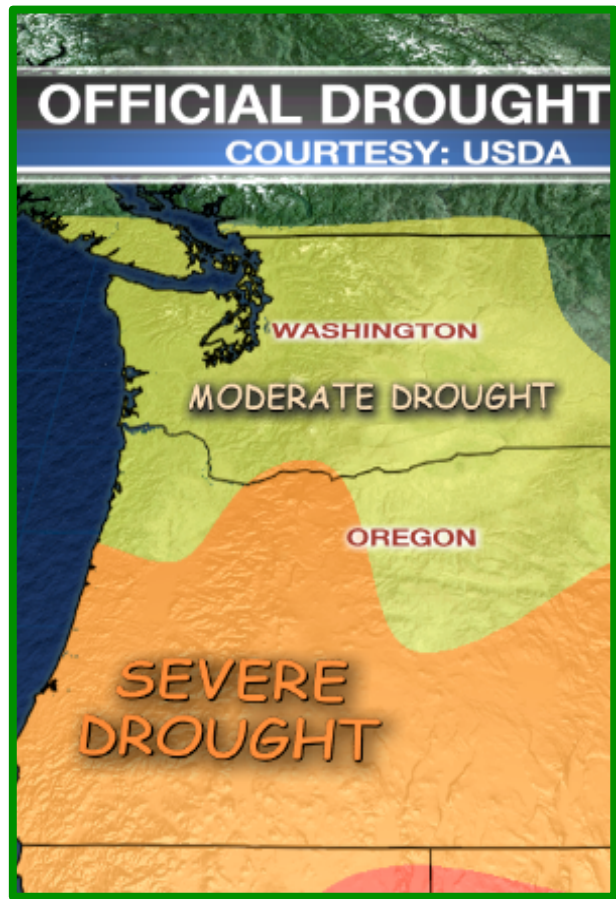 OFFICIAL DROUGHT
COURTESY: USDA
WASHINGTON
MODERATE DROUGHT
OREGON
SEVERE
DROUGHT